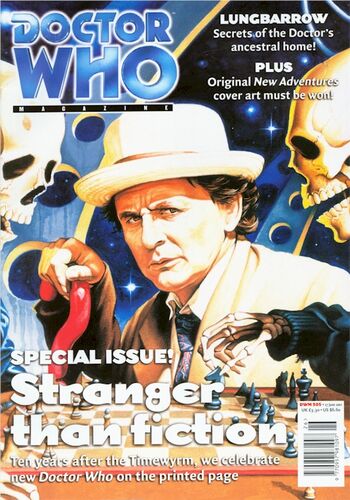 DOCTOR
WHO
MAGAZINE
LUNGBARROW
Secrets of the Doctor's
ancestral home!
PLUS
Original New Adventures
cover art must be won!
SPECIAL ISSUE!
Stranger
than fiction
Ten years after the Timewyrm, we celebrate
new Doctor Who on the printed page
DWM 305